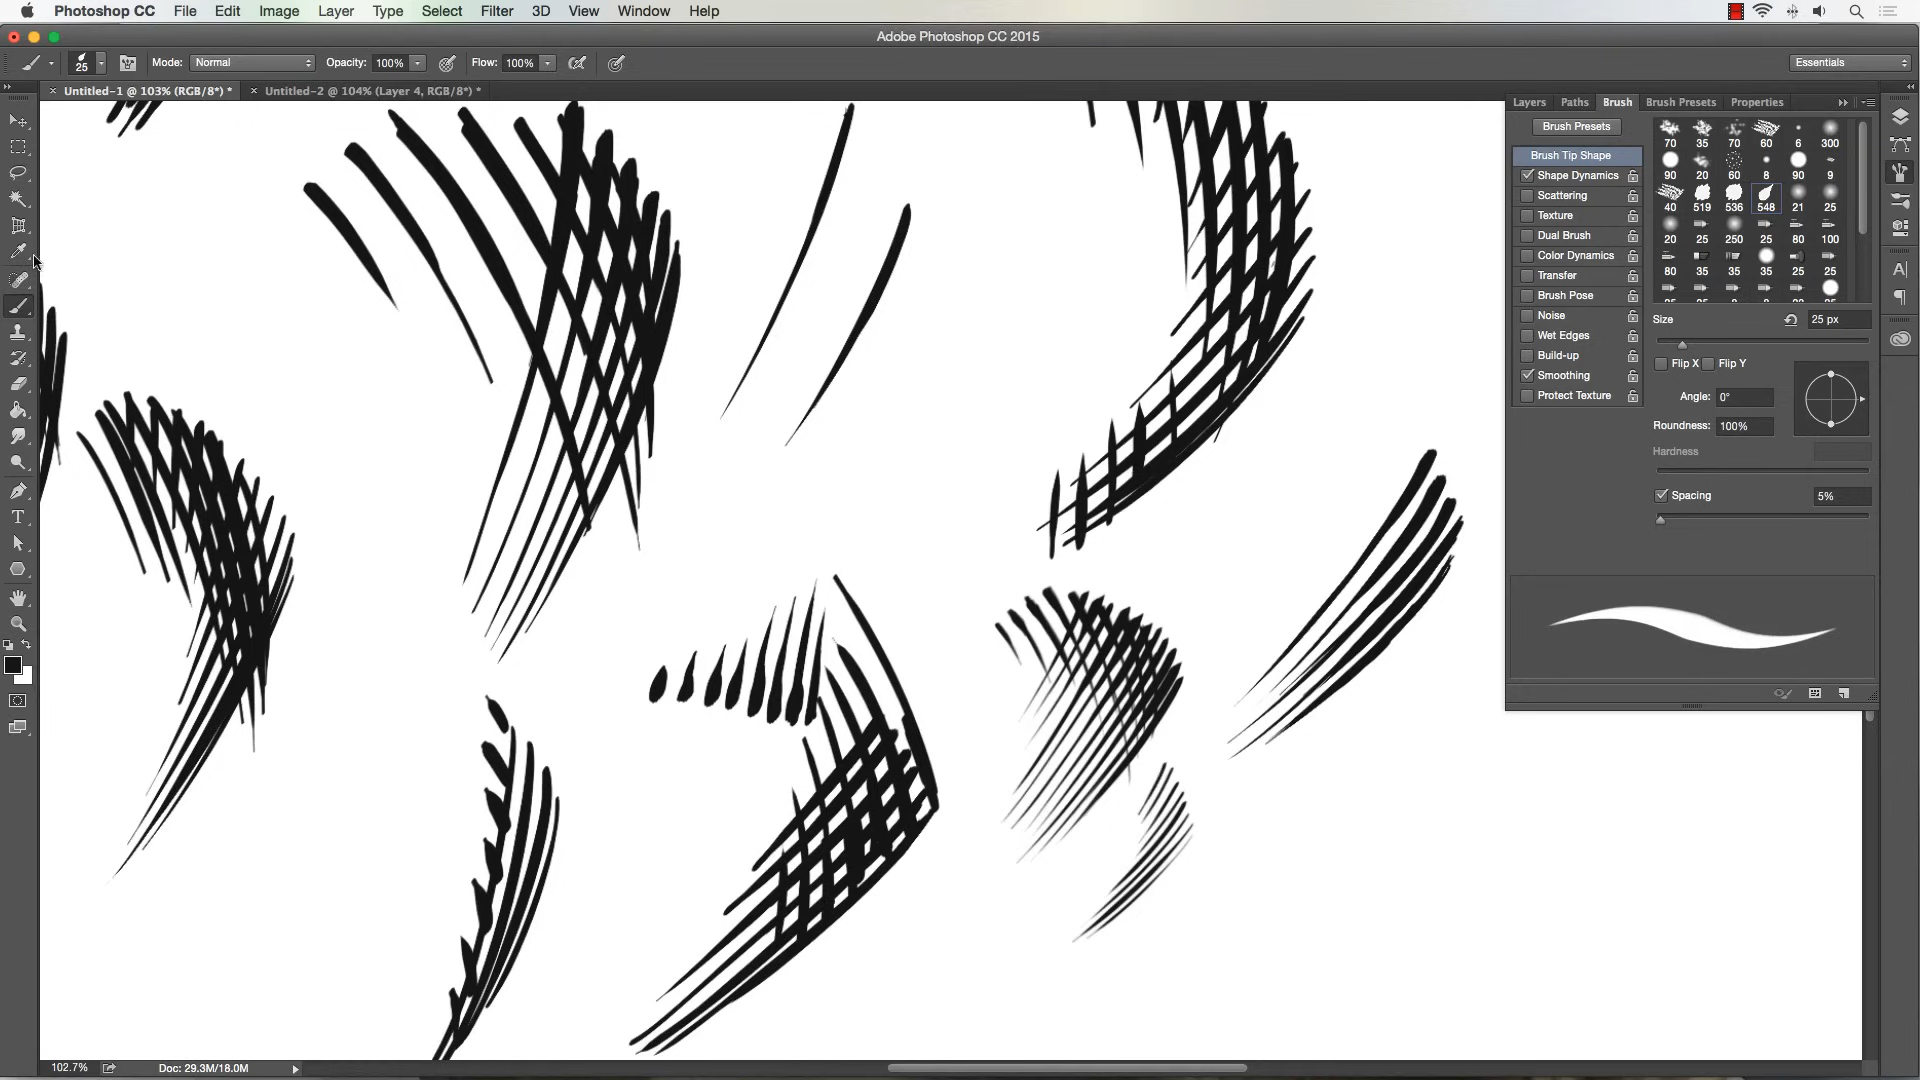 Photoshop CC File Edit Image Layer Type Select Filter 3D View Window Help
Adobe Photoshop CC 2015
25 Mode: Normal Opacity: 100% Flow: 100% Essentials
Untitled-1 @ 103% (RGB/8*) * Untitled-2 @ 104% (Layer 4, RGB/8*) *
Layers Paths Brush Brush Presets Properties
Brush Presets
Brush Tip Shape
Shape Dynamics
Scattering
Texture
Dual Brush
Color Dynamics
Transfer
Brush Pose
Noise
Wet Edges
Build-up
Smoothing
Protect Texture
70 35 70 60 6 300
90 20 60 8 90 9
40 519 536 548 21 25
20 25 250 25 80 100
80 35 35 35 25 25
Size 25 px
Flip X Flip Y
Angle: 0°
Roundness: 100%
Hardness
Spacing 5%
102.7% Doc: 29.3M/18.0M